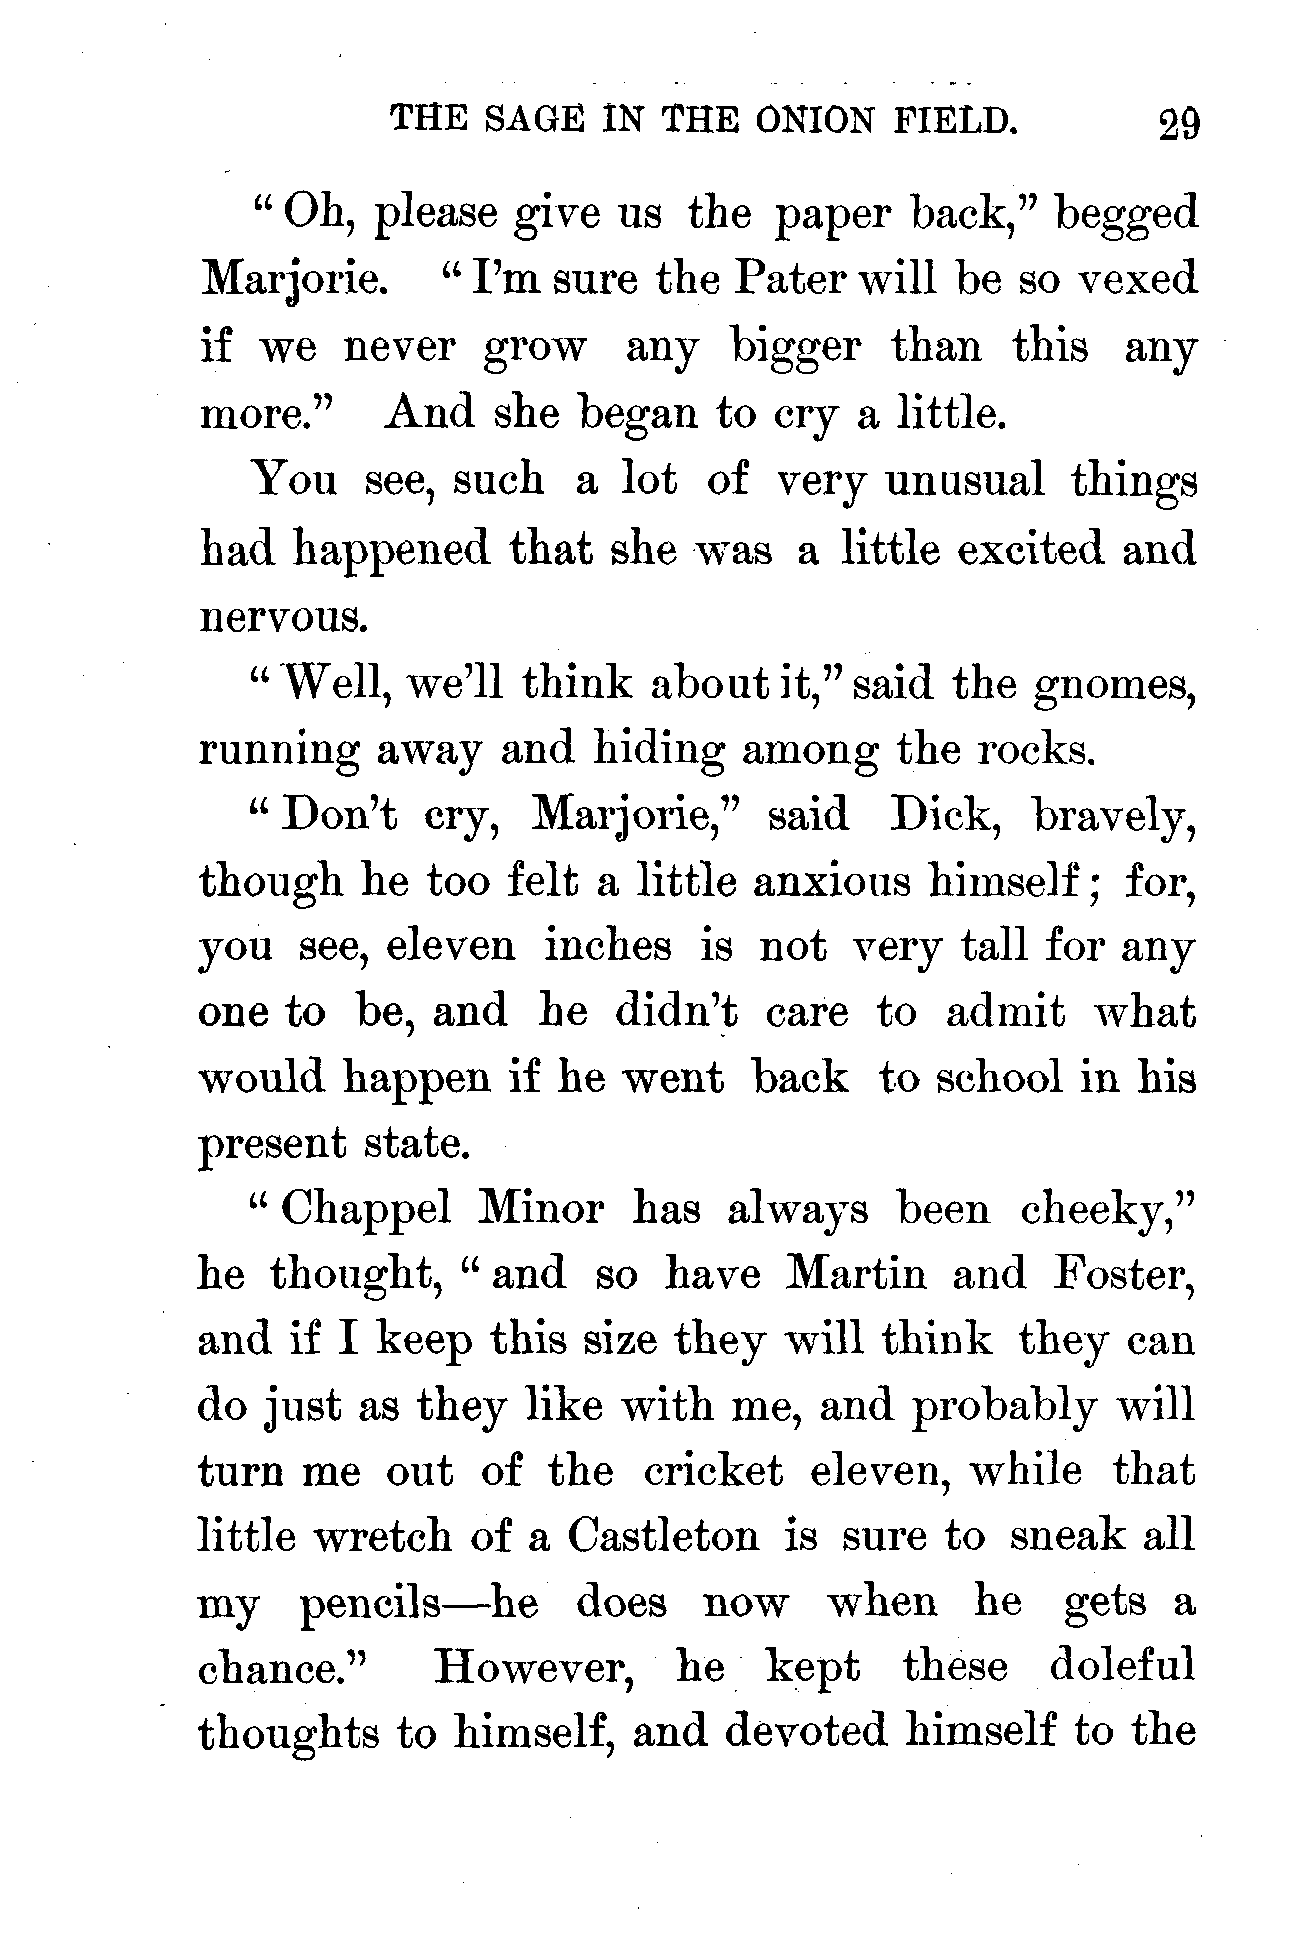 THE SAGE IN THE ONION FIELD. 29
“ Oh, please give us the paper back,” begged
Marjorie. “ I’m sure the Pater will be so vexed
if we never grow any bigger than this any
more.” And she began to cry a little.
You see, such a lot of very unusual things
had happened that she was a little excited and
nervous.
“ Well, we’ll think about it,” said the gnomes,
running away and hiding among the rocks.
“ Don’t cry, Marjorie,” said Dick, bravely,
though he too felt a little anxious himself ; for,
you see, eleven inches is not very tall for any
one to be, and he didn’t care to admit what
would happen if he went back to school in his
present state.
“ Chappel Minor has always been cheeky,”
he thought, “ and so have Martin and Foster,
and if I keep this size they will think they can
do just as they like with me, and probably will
turn me out of the cricket eleven, while that
little wretch of a Castleton is sure to sneak all
my pencils—he does now when he gets a
chance.” However, he kept these doleful
thoughts to himself, and devoted himself to the